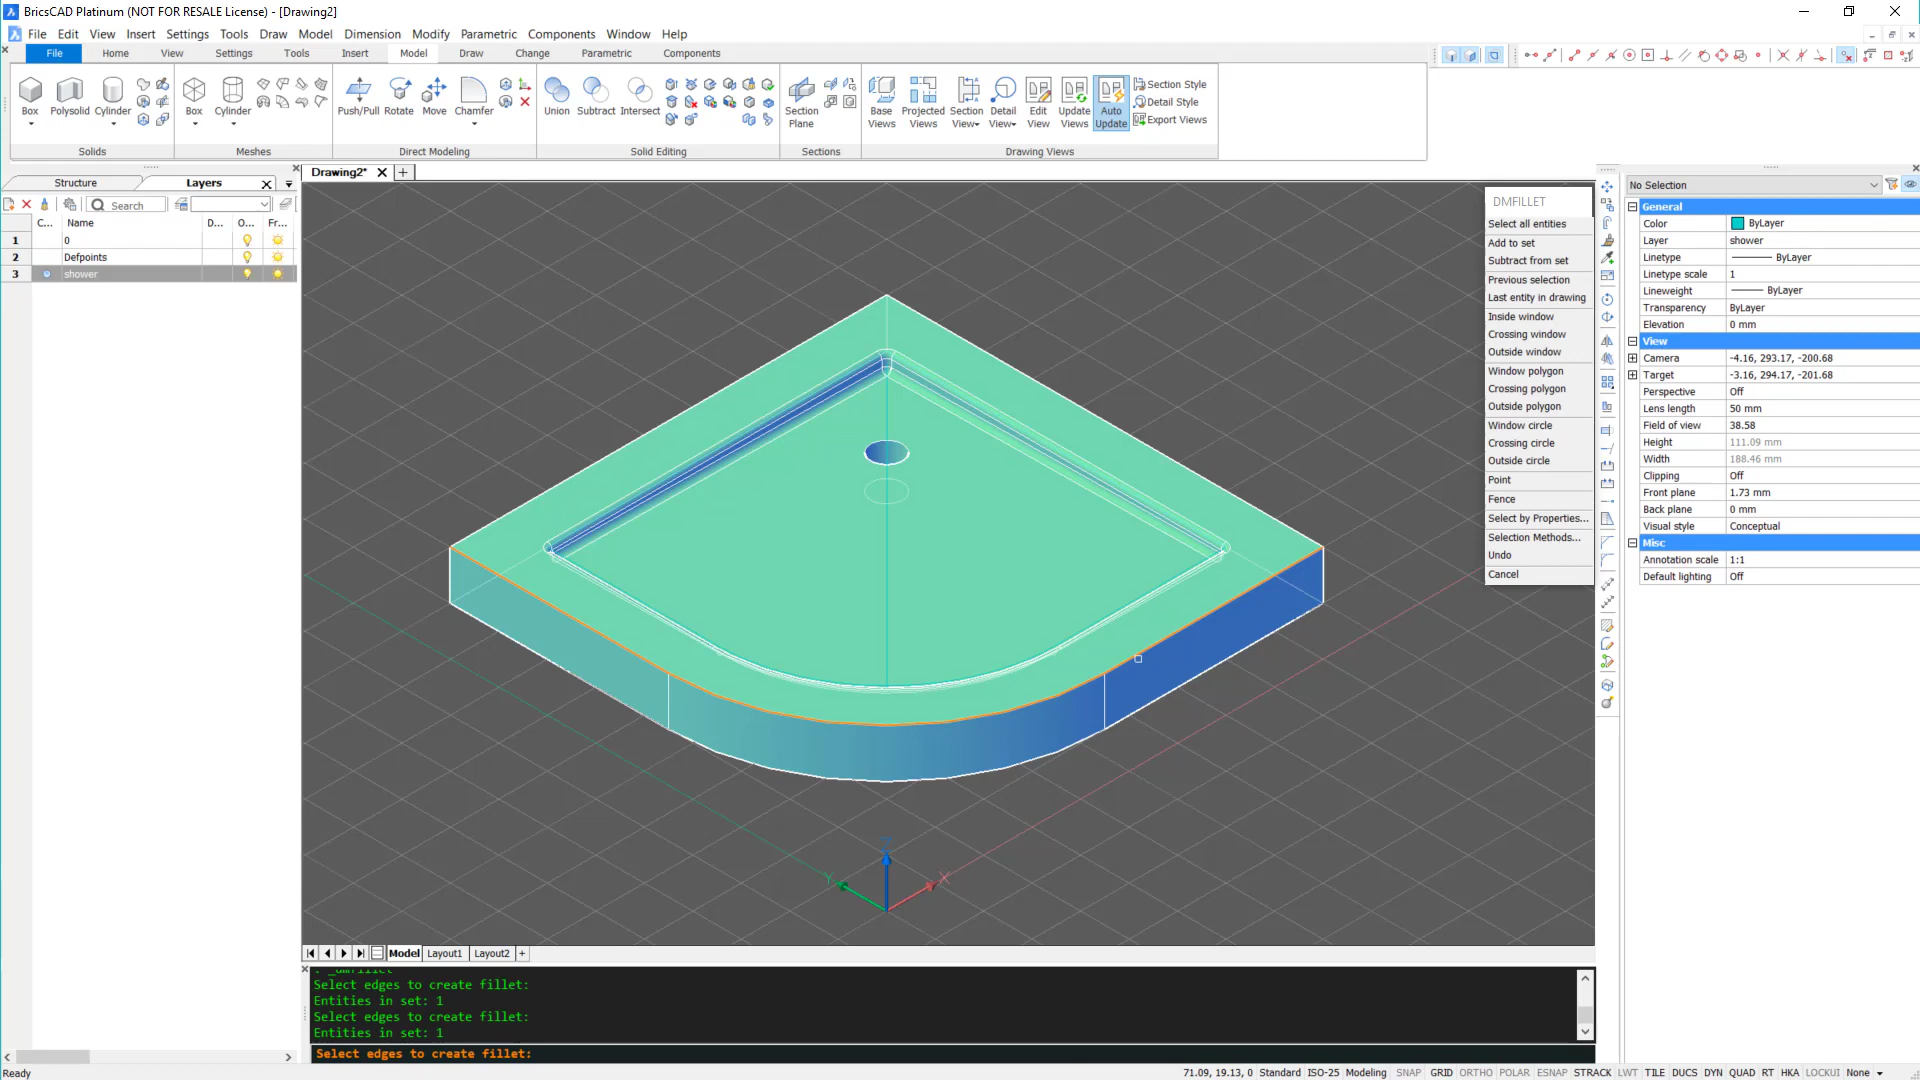 BricsCAD Platinum (NOT FOR RESALE License) - [Drawing2]
File Edit View Insert Settings Tools Draw Model Dimension Modify Parametric Components Window Help
File Home View Settings Tools Insert Model Draw Change Parametric Components
Box Polysolid Cylinder Box Cylinder Push/Pull Rotate Move Chamfer Union Subtract Intersect Section Plane Base Views Projected Views Section View Detail View Edit View Update Views Auto Update
Section Style
Detail Style
Export Views
Solids Meshes Direct Modeling Solid Editing Sections Drawing Views
Structure Layers
Search
C... Name D... O... Fr...
1 0
2 Defpoints
3 shower
Drawing2*
DMFILLET
Select all entities
Add to set
Subtract from set
Previous selection
Last entity in drawing
Inside window
Crossing window
Outside window
Window polygon
Crossing polygon
Outside polygon
Window circle
Crossing circle
Outside circle
Point
Fence
Select by Properties...
Selection Methods...
Undo
Cancel
No Selection
General
Color ByLayer
Layer shower
Linetype ByLayer
Linetype scale 1
Lineweight ByLayer
Transparency ByLayer
Elevation 0 mm
View
Camera -4.16, 293.17, -200.68
Target -3.16, 294.17, -201.68
Perspective Off
Lens length 50 mm
Field of view 38.58
Height 111.09 mm
Width 188.46 mm
Clipping Off
Front plane 1.73 mm
Back plane 0 mm
Visual style Conceptual
Misc
Annotation scale 1:1
Default lighting Off
Z
Y X
Model Layout1 Layout2 +
: _dmfillet
Select edges to create fillet:
Entities in set: 1
Select edges to create fillet:
Entities in set: 1
Select edges to create fillet:
Ready
71.09, 19.13, 0 Standard ISO-25 Modeling SNAP GRID ORTHO POLAR ESNAP STRACK LWT TILE DUCS DYN QUAD RT HKA LOCKUI None